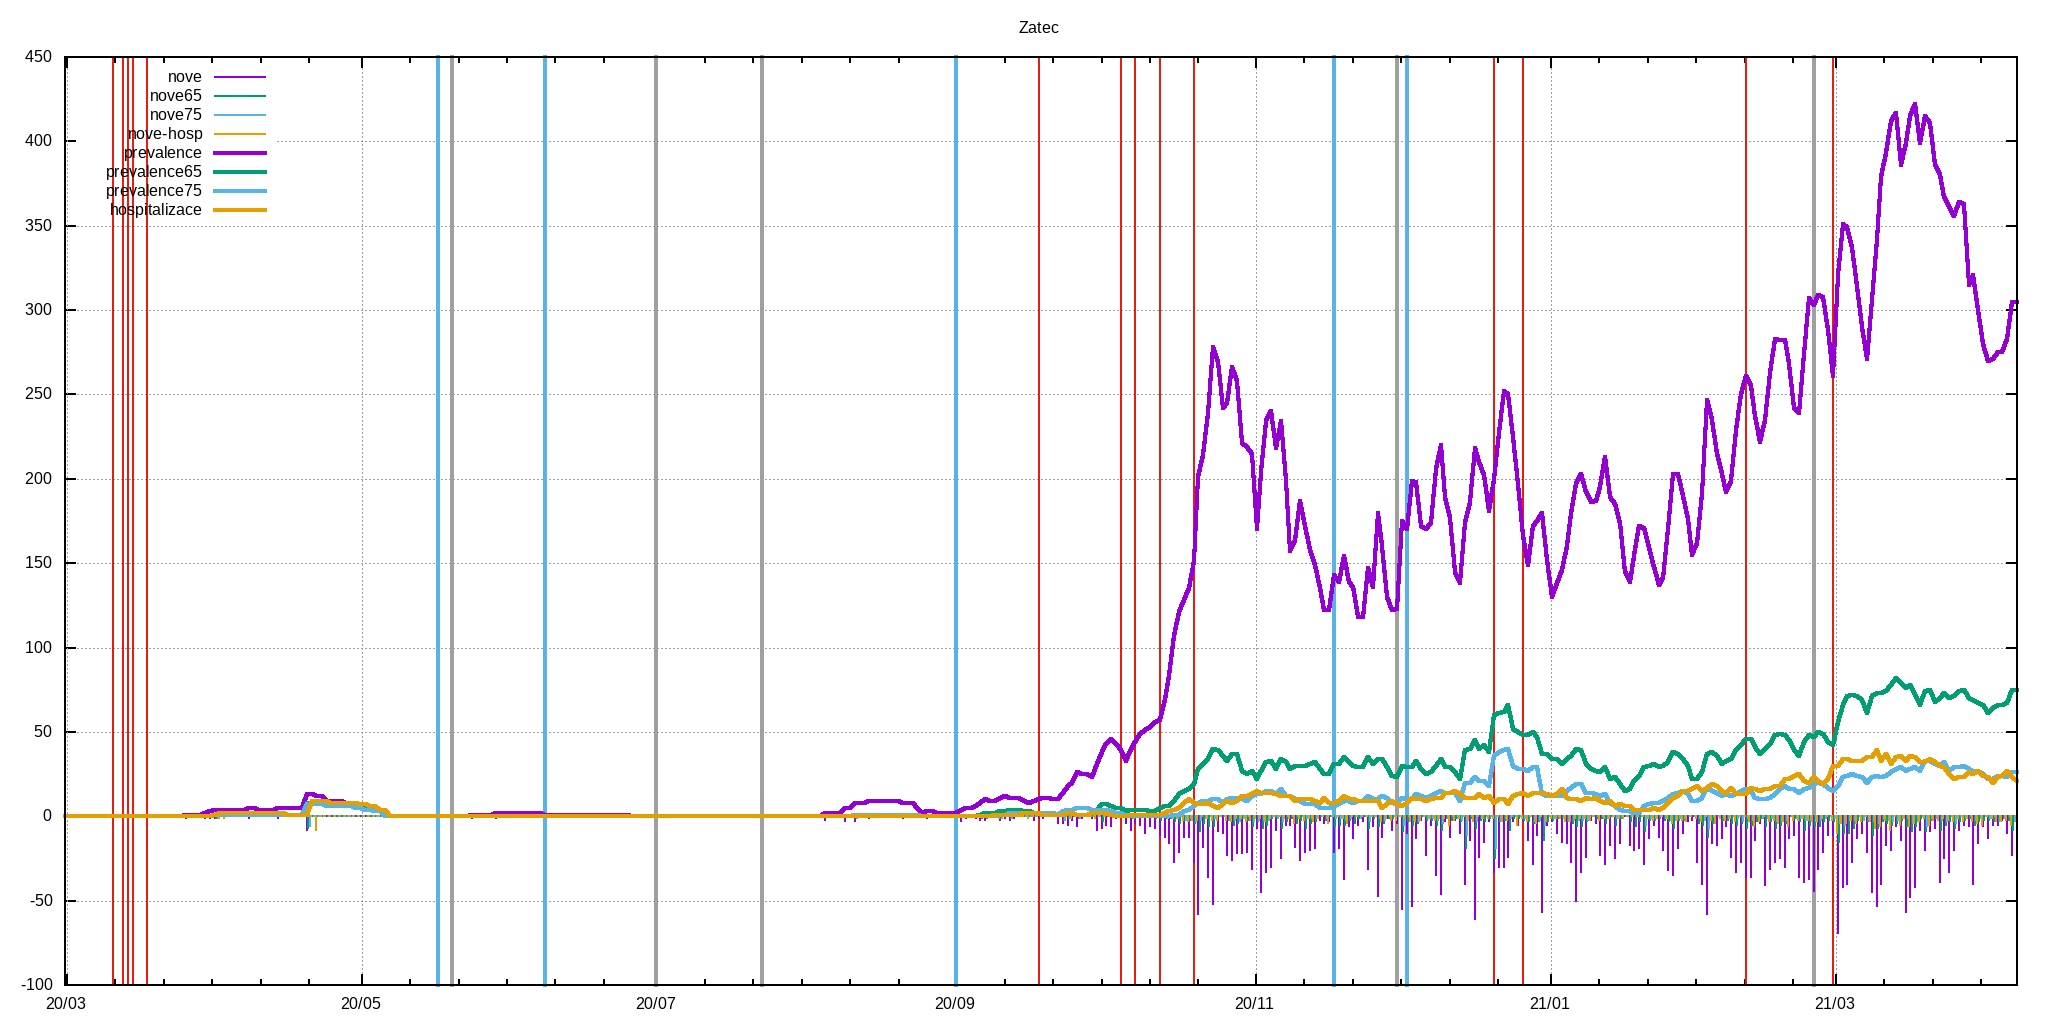 Zatec
450
400
350
300
250
200
150
100
50
0
-50
-100
nove
nove65
nove75
nove-hosp
prevalence
prevalence65
prevalence75
hospitalizace
20/03 20/05 20/07 20/09 20/11 21/01 21/03